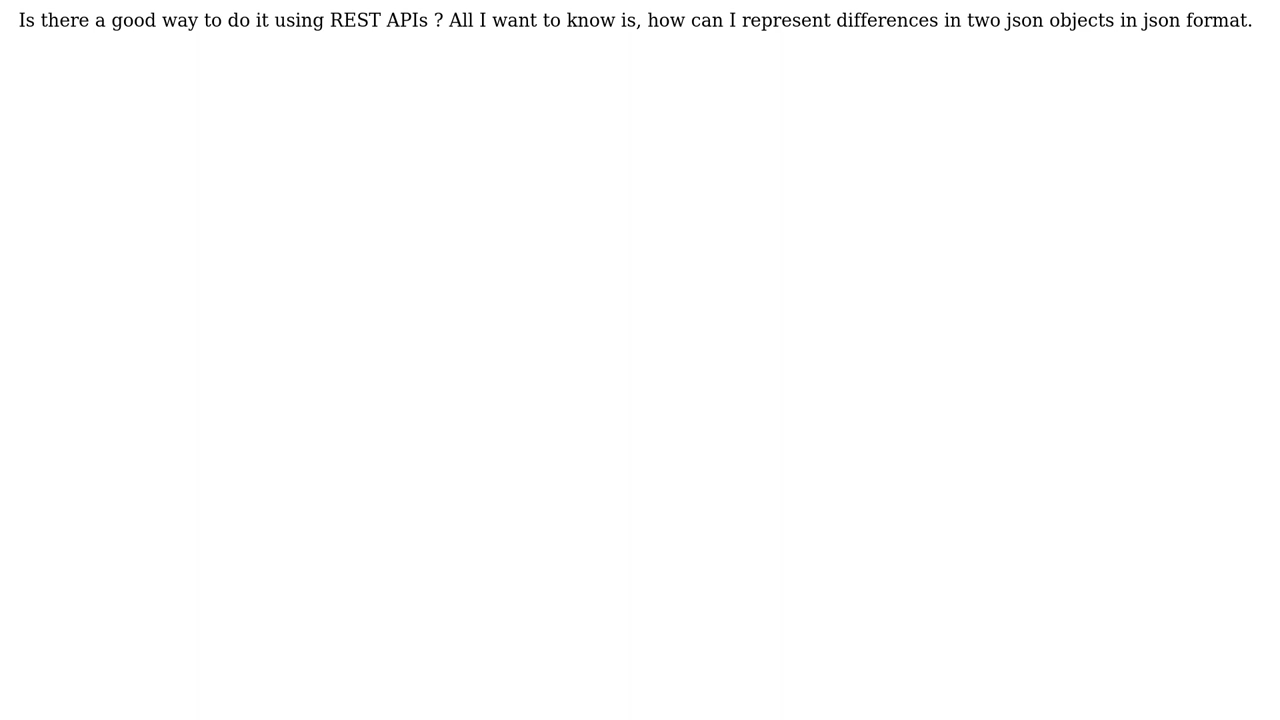 Is there a good way to do it using REST APIs ? All I want to know is, how can I represent differences in two json objects in json format.